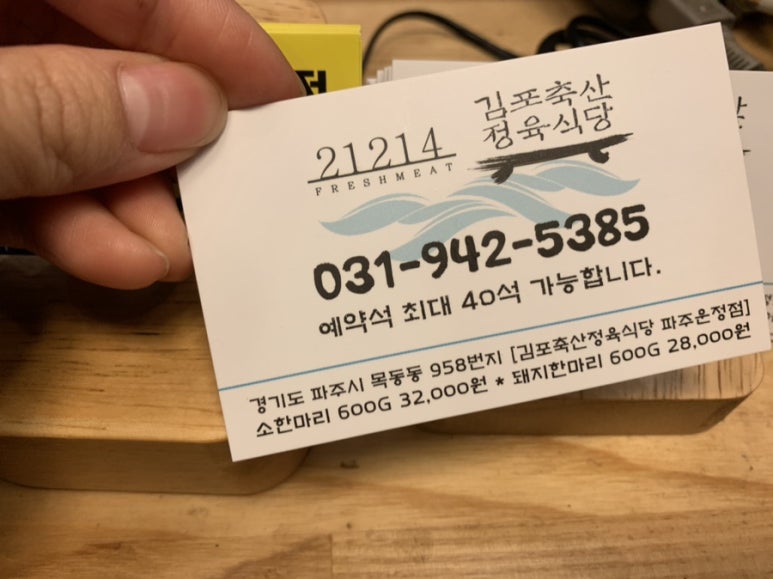 21214
FRESHMEAT
김포축산
정육식당
031-942-5385
예약석 최대 40석 가능합니다.
경기도 파주시 목동동 958번지 [김포축산정육식당 파주운정점]
소한마리 600G 32,000원 * 돼지한마리 600G 28,000원